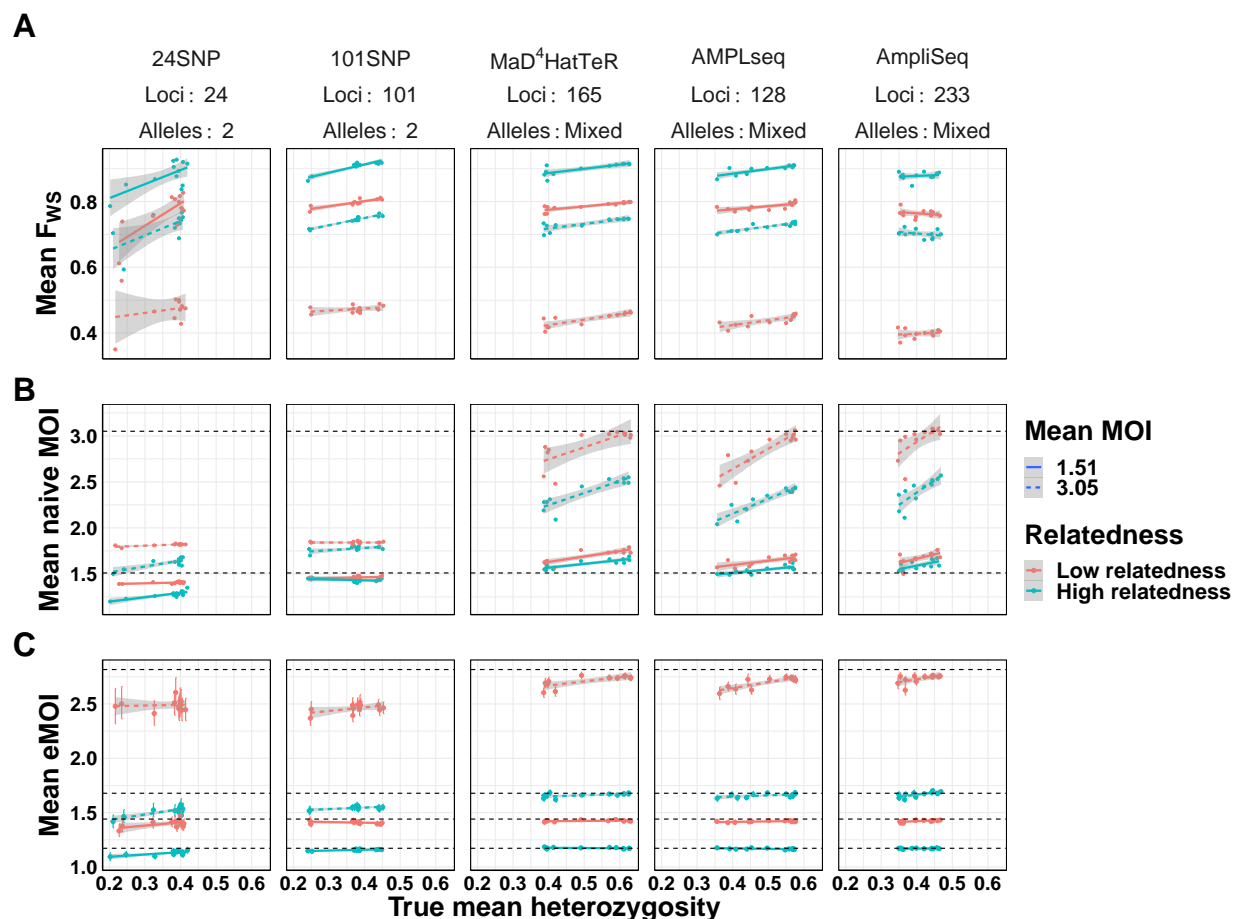 A
24SNP 101SNP MaD⁴HatTeR AMPLseq AmpliSeq
Loci: 24 Loci: 101 Loci: 165 Loci: 128 Loci: 233
Alleles: 2 Alleles: 2 Alleles: Mixed Alleles: Mixed Alleles: Mixed
Mean F_WS
0.8
0.6
0.4
B
Mean naive MOI
3.0
2.5
2.0
1.5
Mean MOI
1.51
3.05
Relatedness
Low relatedness
High relatedness
C
Mean eMOI
2.5
2.0
1.5
1.0
0.2 0.3 0.4 0.5 0.6 0.2 0.3 0.4 0.5 0.6 0.2 0.3 0.4 0.5 0.6 0.2 0.3 0.4 0.5 0.6 0.2 0.3 0.4 0.5 0.6
True mean heterozygosity